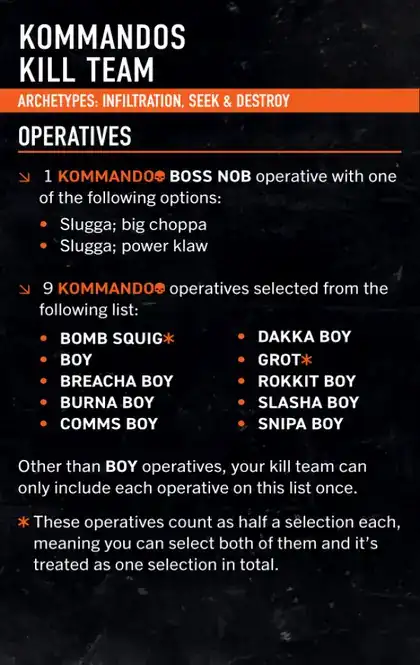 KOMMANDOS
KILL TEAM
ARCHETYPES: INFILTRATION, SEEK & DESTROY
OPERATIVES
↘ 1 KOMMANDO BOSS NOB operative with one
of the following options:
• Slugga; big choppa
• Slugga; power klaw
↘ 9 KOMMANDO operatives selected from the
following list:
• BOMB SQUIG*
• BOY
• BREACHA BOY
• BURNA BOY
• COMMS BOY
• DAKKA BOY
• GROT*
• ROKKIT BOY
• SLASHA BOY
• SNIPA BOY
Other than BOY operatives, your kill team can
only include each operative on this list once.
* These operatives count as half a selection each,
meaning you can select both of them and it's
treated as one selection in total.